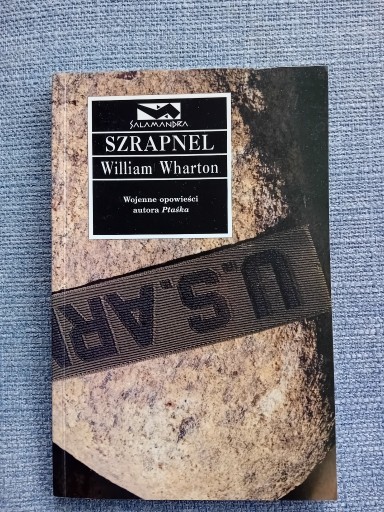 SALAMANDRA
SZRAPNEL
William Wharton
Wojenne opowieści
autora Ptaśka
U.S. AR